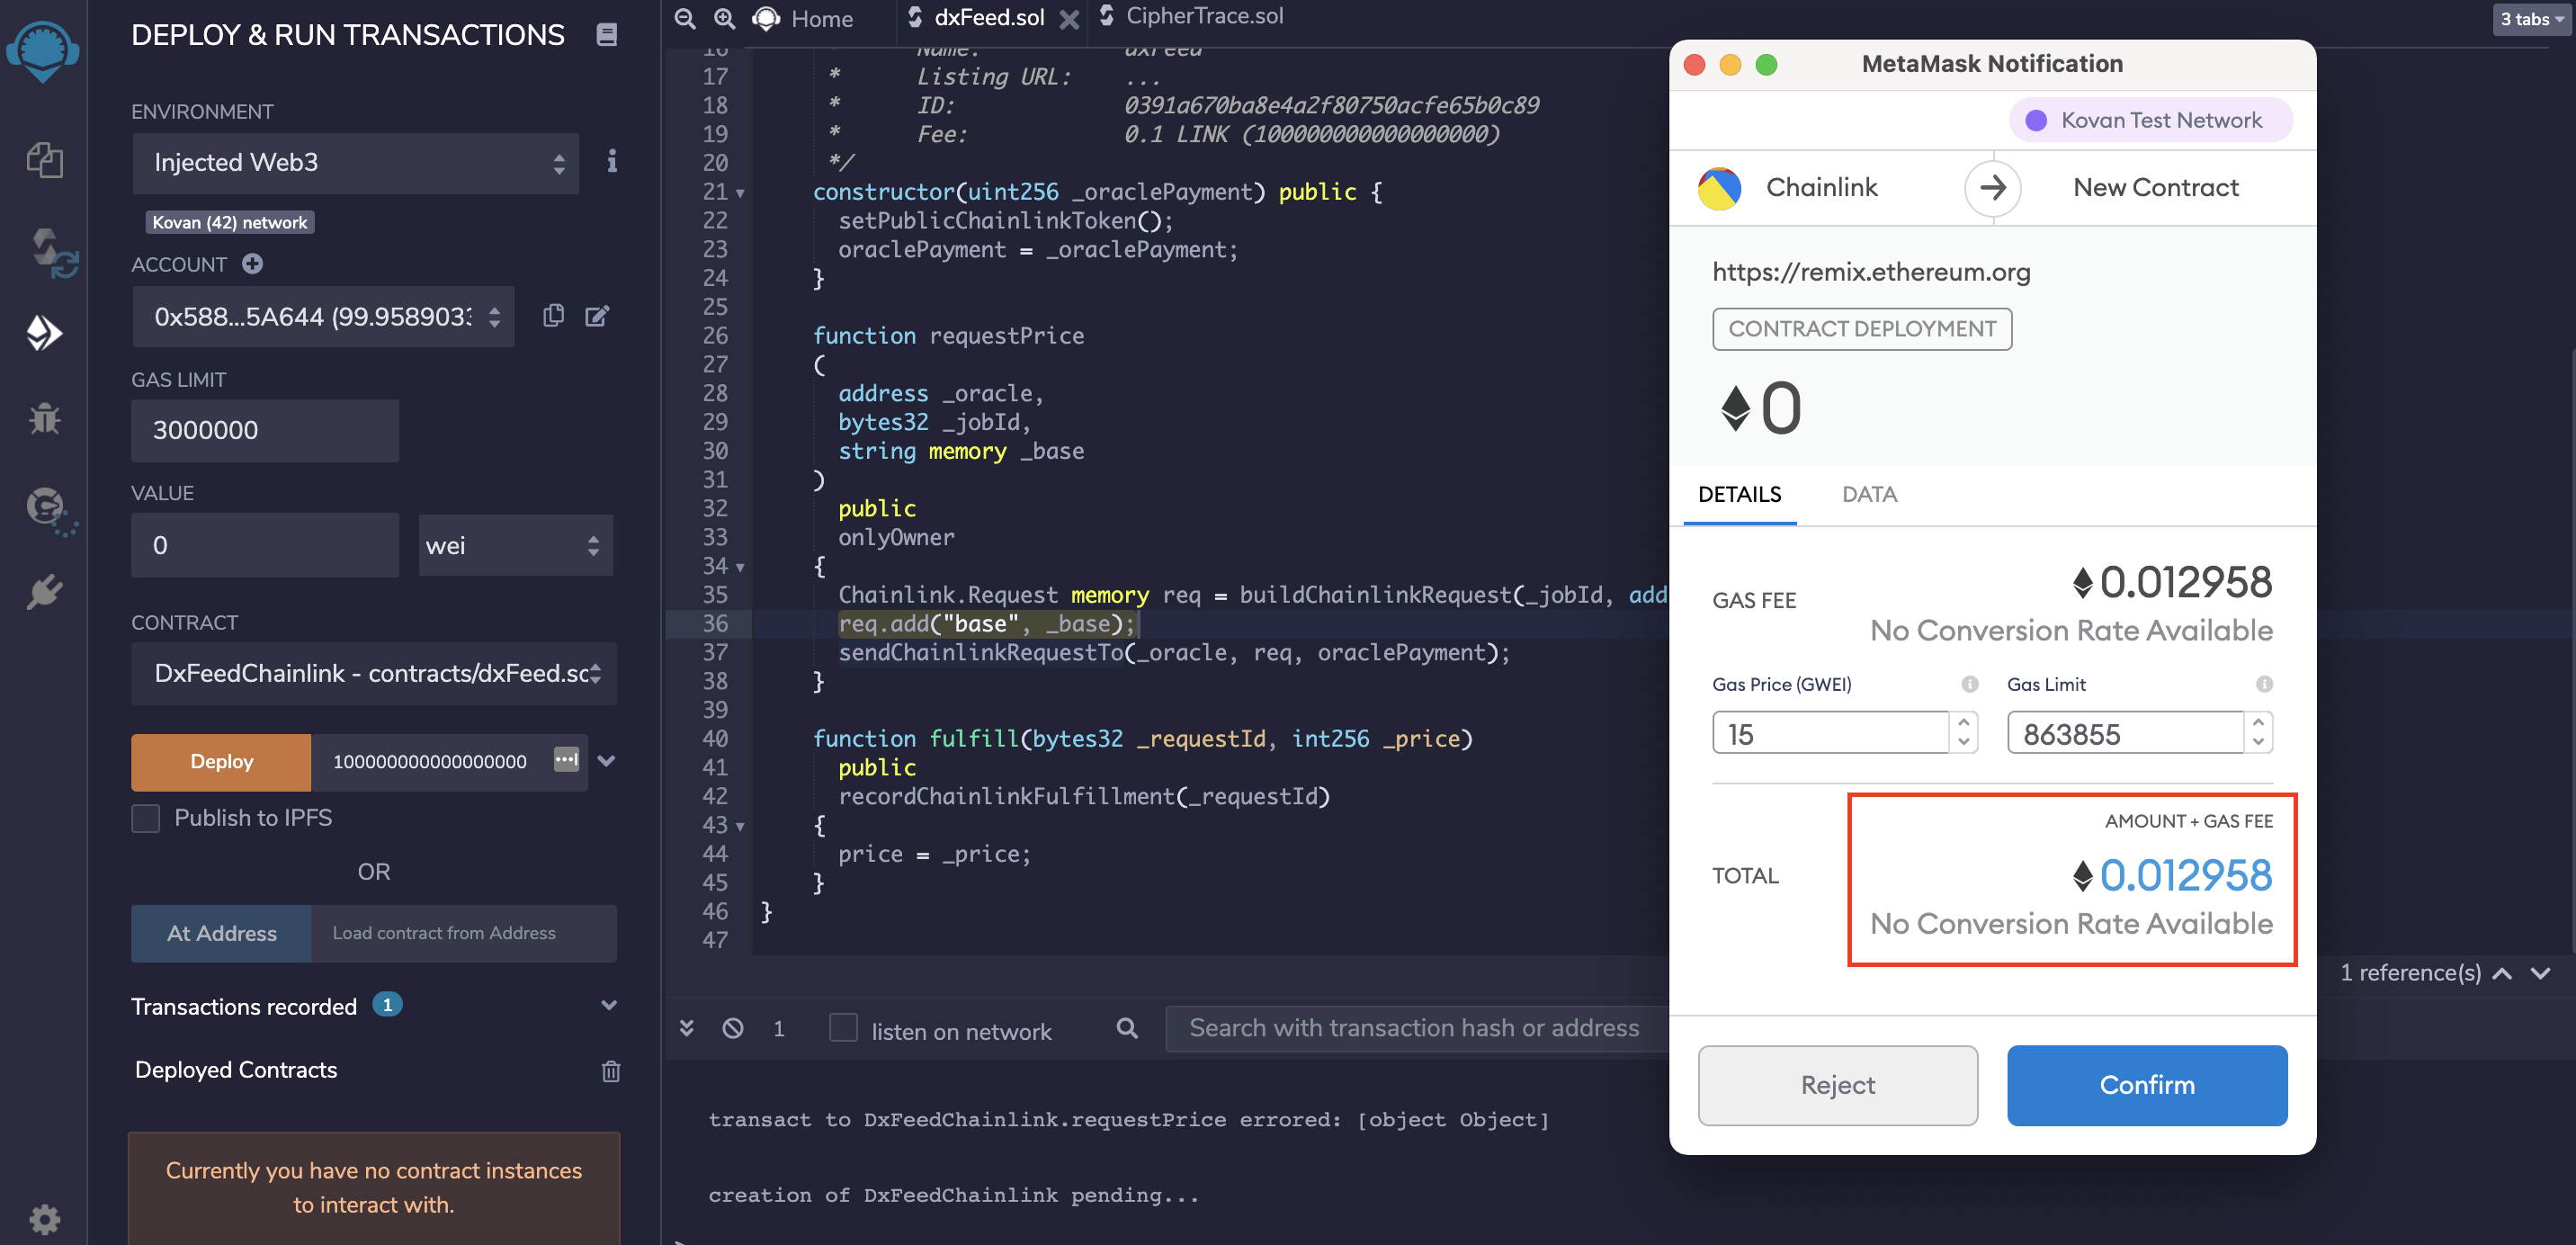 DEPLOY & RUN TRANSACTIONS
ENVIRONMENT
Injected Web3
Kovan (42) network
ACCOUNT
0x588...5A644 (99.958903
GAS LIMIT
3000000
VALUE
0
wei
CONTRACT
DxFeedChainlink - contracts/dxFeed.sc
Deploy
100000000000000000
Publish to IPFS
OR
At Address
Load contract from Address
Transactions recorded 1
Deployed Contracts
Currently you have no contract instances
to interact with.
Home
dxFeed.sol
CipherTrace.sol
3 tabs
16 * Name: dxFeed
17 * Listing URL: ...
18 * ID: 0391a670ba8e4a2f80750acfe65b0c89
19 * Fee: 0.1 LINK (100000000000000000)
20 */
21 constructor(uint256 _oraclePayment) public {
22 setPublicChainlinkToken();
23 oraclePayment = _oraclePayment;
24 }
25
26 function requestPrice
27 (
28 address _oracle,
29 bytes32 _jobId,
30 string memory _base
31 )
32 public
33 onlyOwner
34 {
35 Chainlink.Request memory req = buildChainlinkRequest(_jobId, add
36 req.add("base", _base);
37 sendChainlinkRequestTo(_oracle, req, oraclePayment);
38 }
39
40 function fulfill(bytes32 _requestId, int256 _price)
41 public
42 recordChainlinkFulfillment(_requestId)
43 {
44 price = _price;
45 }
46 }
47
1 reference(s)
1
listen on network
Search with transaction hash or address
transact to DxFeedChainlink.requestPrice errored: [object Object]
creation of DxFeedChainlink pending...
MetaMask Notification
Kovan Test Network
Chainlink
New Contract
https://remix.ethereum.org
CONTRACT DEPLOYMENT
0
DETAILS
DATA
GAS FEE
0.012958
No Conversion Rate Available
Gas Price (GWEI)
Gas Limit
15
863855
AMOUNT + GAS FEE
TOTAL
0.012958
No Conversion Rate Available
Reject
Confirm